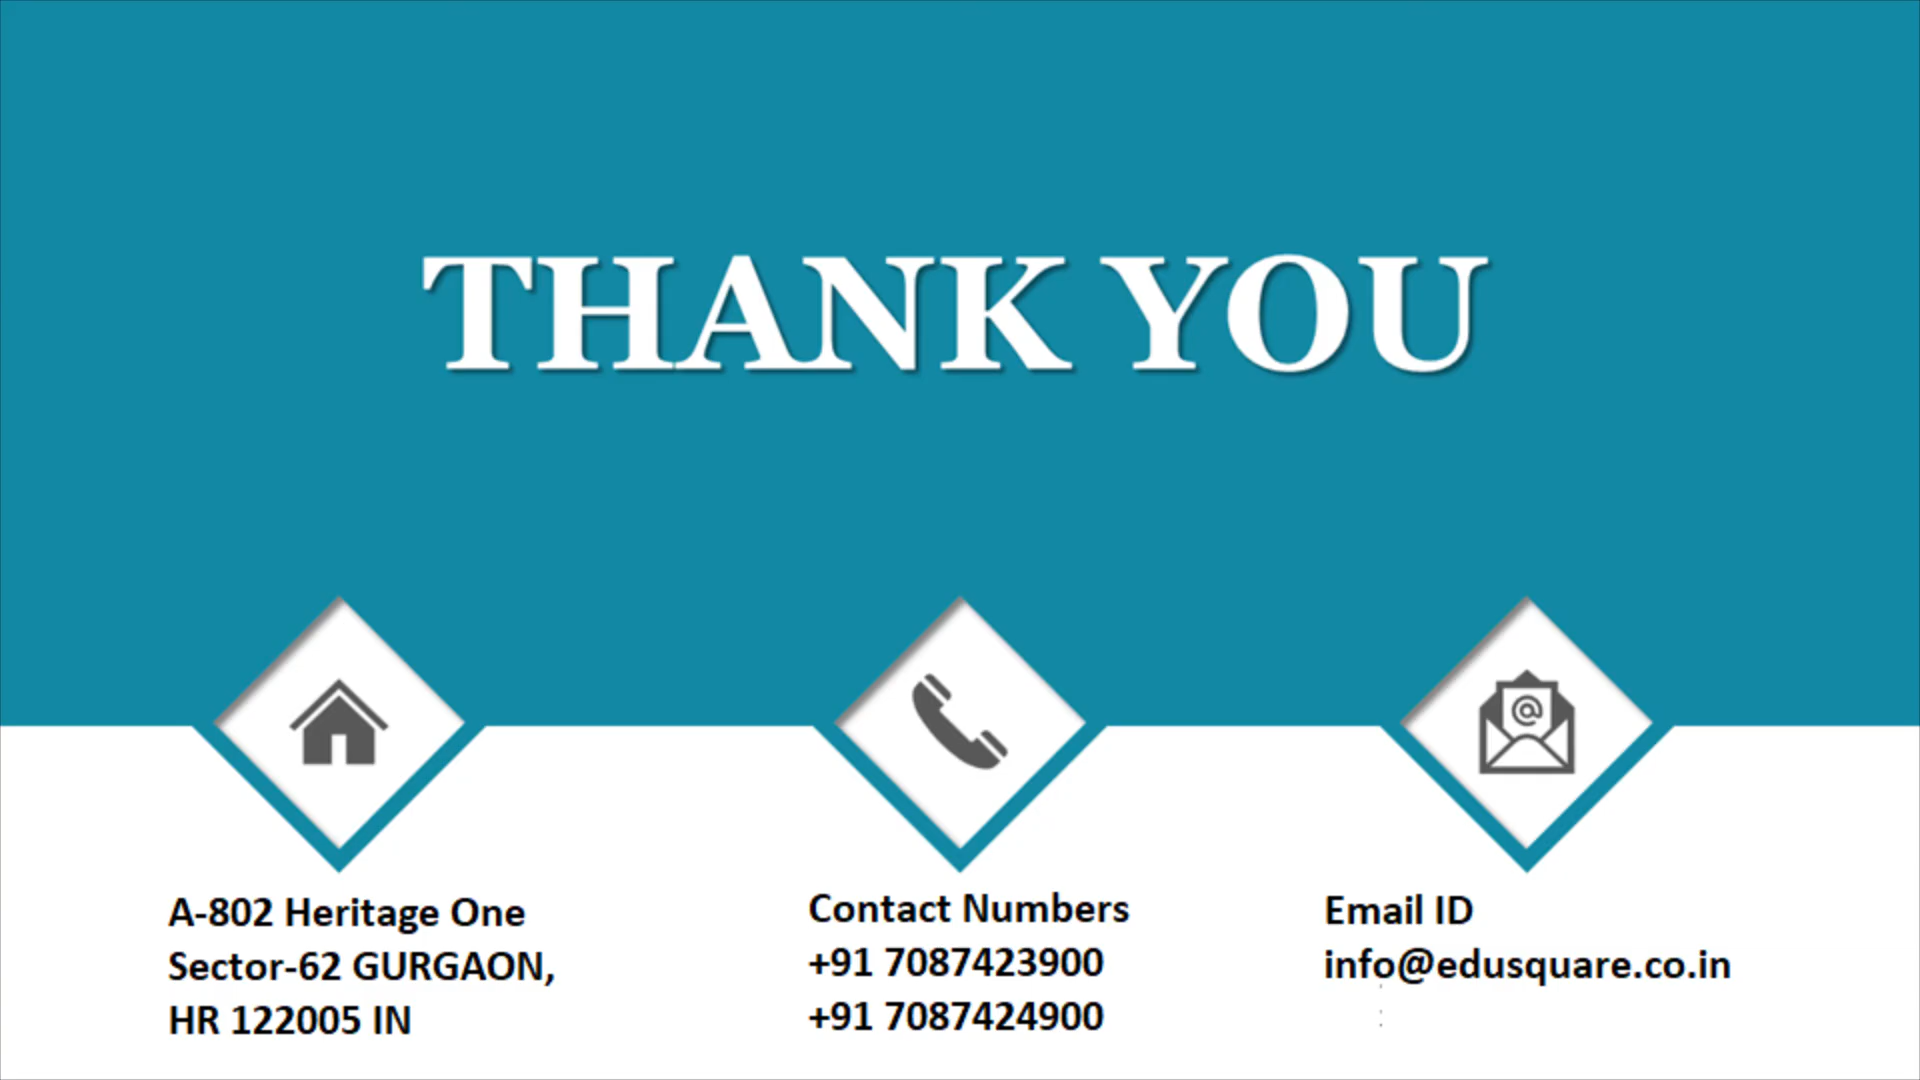 THANK YOU
A-802 Heritage One
Sector-62 GURGAON,
HR 122005 IN
Contact Numbers
+91 7087423900
+91 7087424900
Email ID
info@edusquare.co.in